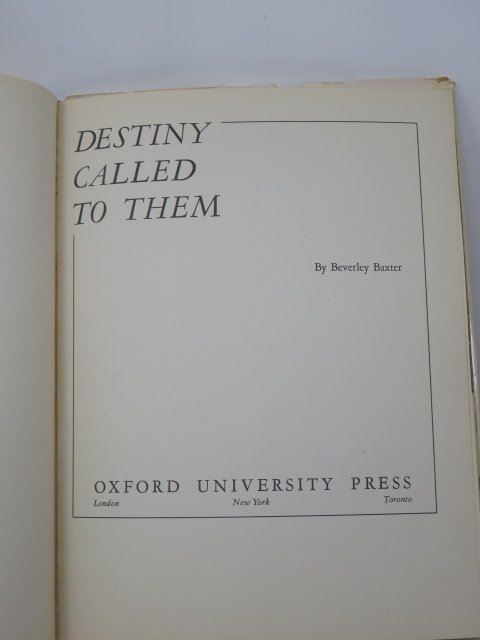 DESTINY
CALLED
TO THEM
By Beverley Baxter
OXFORD UNIVERSITY PRESS
London New York Toronto